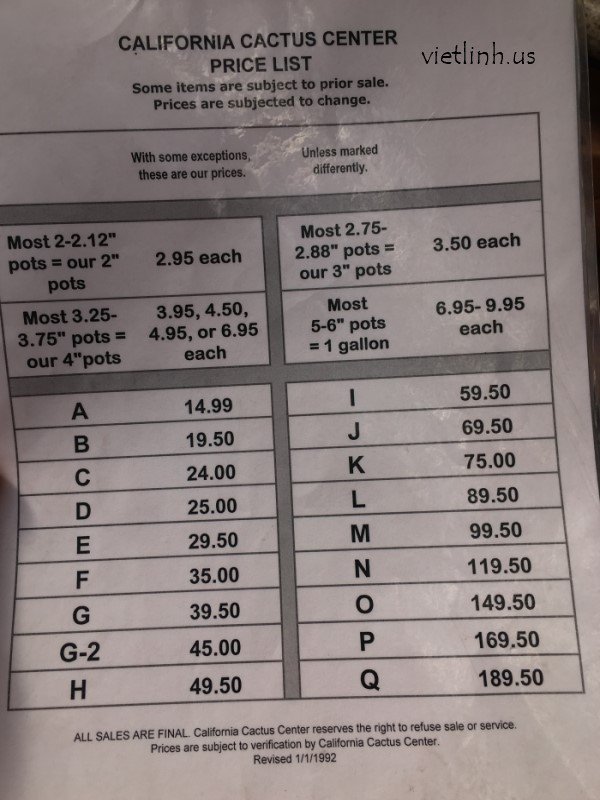 CALIFORNIA CACTUS CENTER
vietlinh.us
PRICE LIST
Some items are subject to prior sale.
Prices are subjected to change.
With some exceptions,
these are our prices.
Unless marked
differently.
Most 2-2.12"
pots = our 2"
pots
2.95 each
Most 2.75-
2.88" pots =
our 3" pots
3.50 each
Most 3.25-
3.75" pots =
our 4"pots
3.95, 4.50,
4.95, or 6.95
each
Most
5-6" pots
= 1 gallon
6.95- 9.95
each
A 14.99
B 19.50
C 24.00
D 25.00
E 29.50
F 35.00
G 39.50
G-2 45.00
H 49.50
I 59.50
J 69.50
K 75.00
L 89.50
M 99.50
N 119.50
O 149.50
P 169.50
Q 189.50
ALL SALES ARE FINAL. California Cactus Center reserves the right to refuse sale or service.
Prices are subject to verification by California Cactus Center.
Revised 1/1/1992